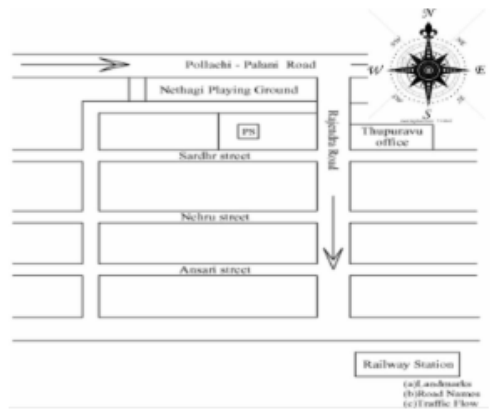 N
Pollachi - Palani Road
W
E
Nethagi Playing Ground
S
PS
Rajendra Road
Thupuravu
office
Sardhr street
Nehru street
Ansari street
Railway Station
(a)Landmarks
(b)Road Names
(c)Traffic Flow